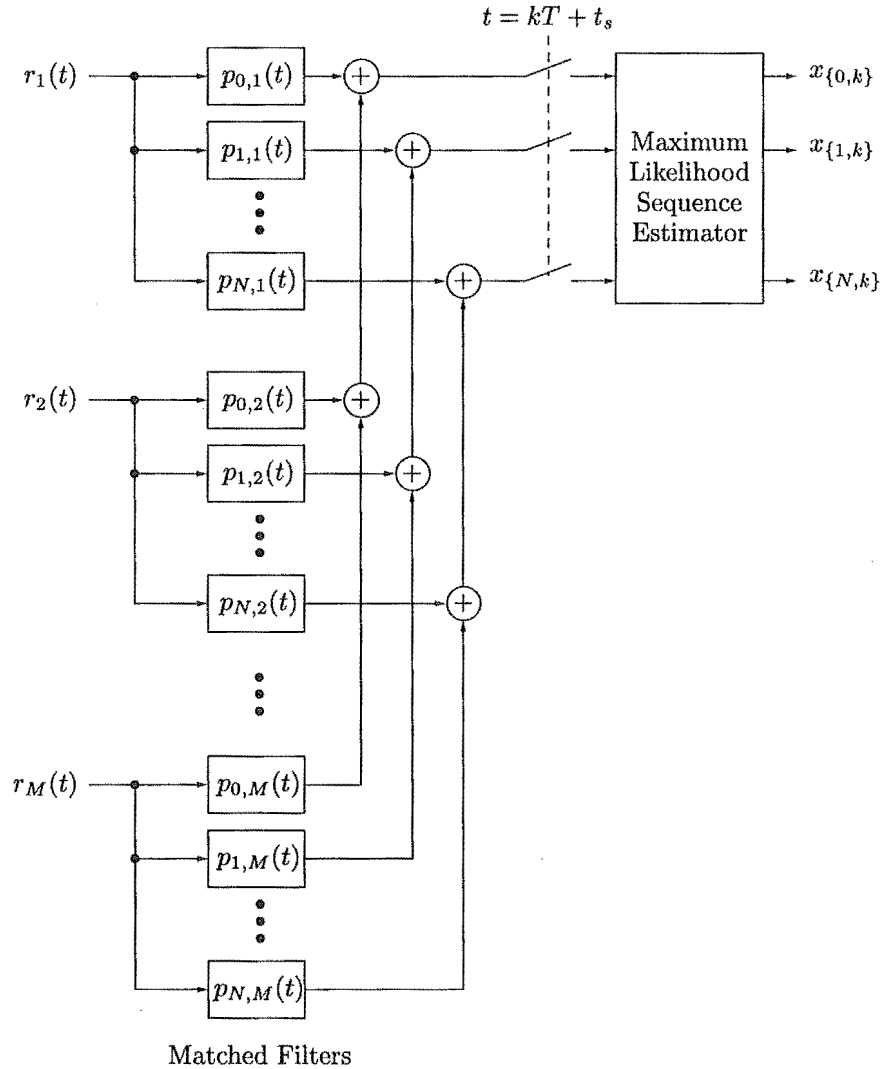 t = kT + t_s
r_1(t) p_{0,1}(t) + x_{\{0,k\}}
p_{1,1}(t) + x_{\{1,k\}}
Maximum
Likelihood
Sequence
Estimator
p_{N,1}(t) + x_{\{N,k\}}
r_2(t) p_{0,2}(t) +
p_{1,2}(t) +
p_{N,2}(t) +
r_M(t) p_{0,M}(t)
p_{1,M}(t)
p_{N,M}(t)
Matched Filters